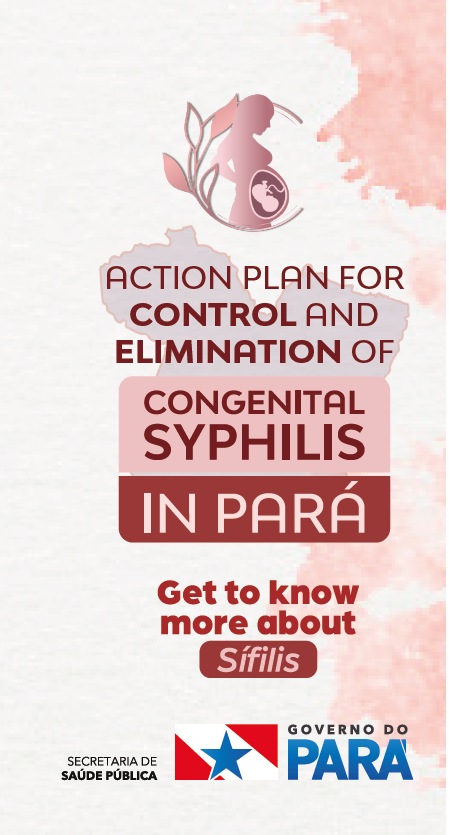 ACTION PLAN FOR
CONTROL AND
ELIMINATION OF
CONGENITAL
SYPHILIS
IN PARÁ
Get to know
more about
Sífilis
SECRETARIA DE
SAÚDE PÚBLICA
GOVERNO DO
PARÁ